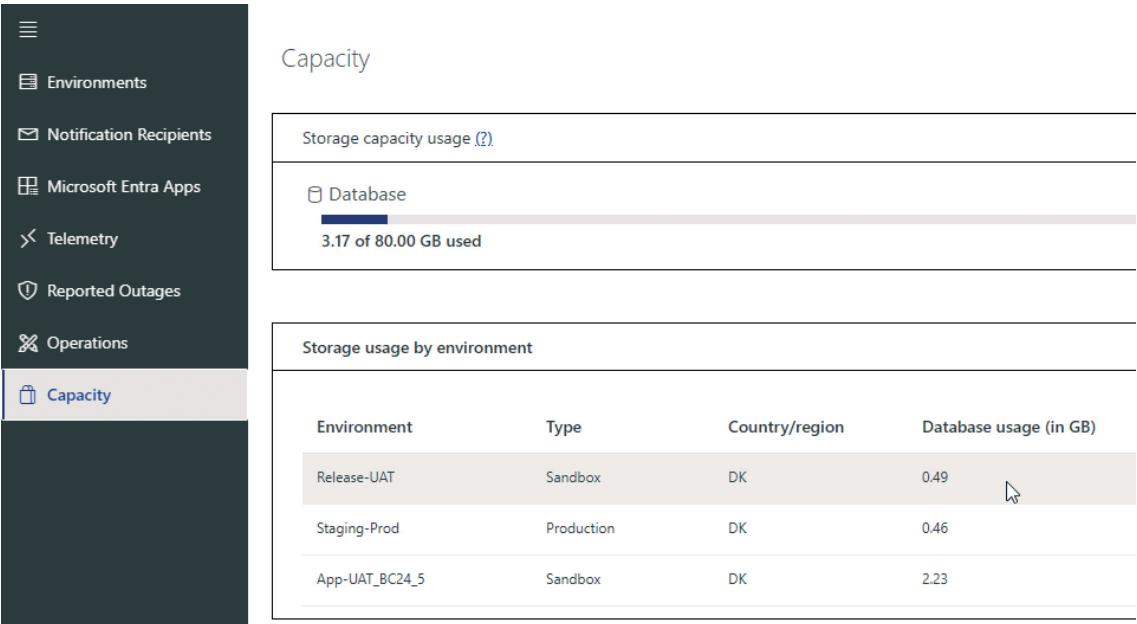 Environments
Notification Recipients
Microsoft Entra Apps
Telemetry
Reported Outages
Operations
Capacity
Capacity
Storage capacity usage (?)
Database
3.17 of 80.00 GB used
Storage usage by environment
Environment Type Country/region Database usage (in GB)
Release-UAT Sandbox DK 0.49
Staging-Prod Production DK 0.46
App-UAT_BC24_5 Sandbox DK 2.23